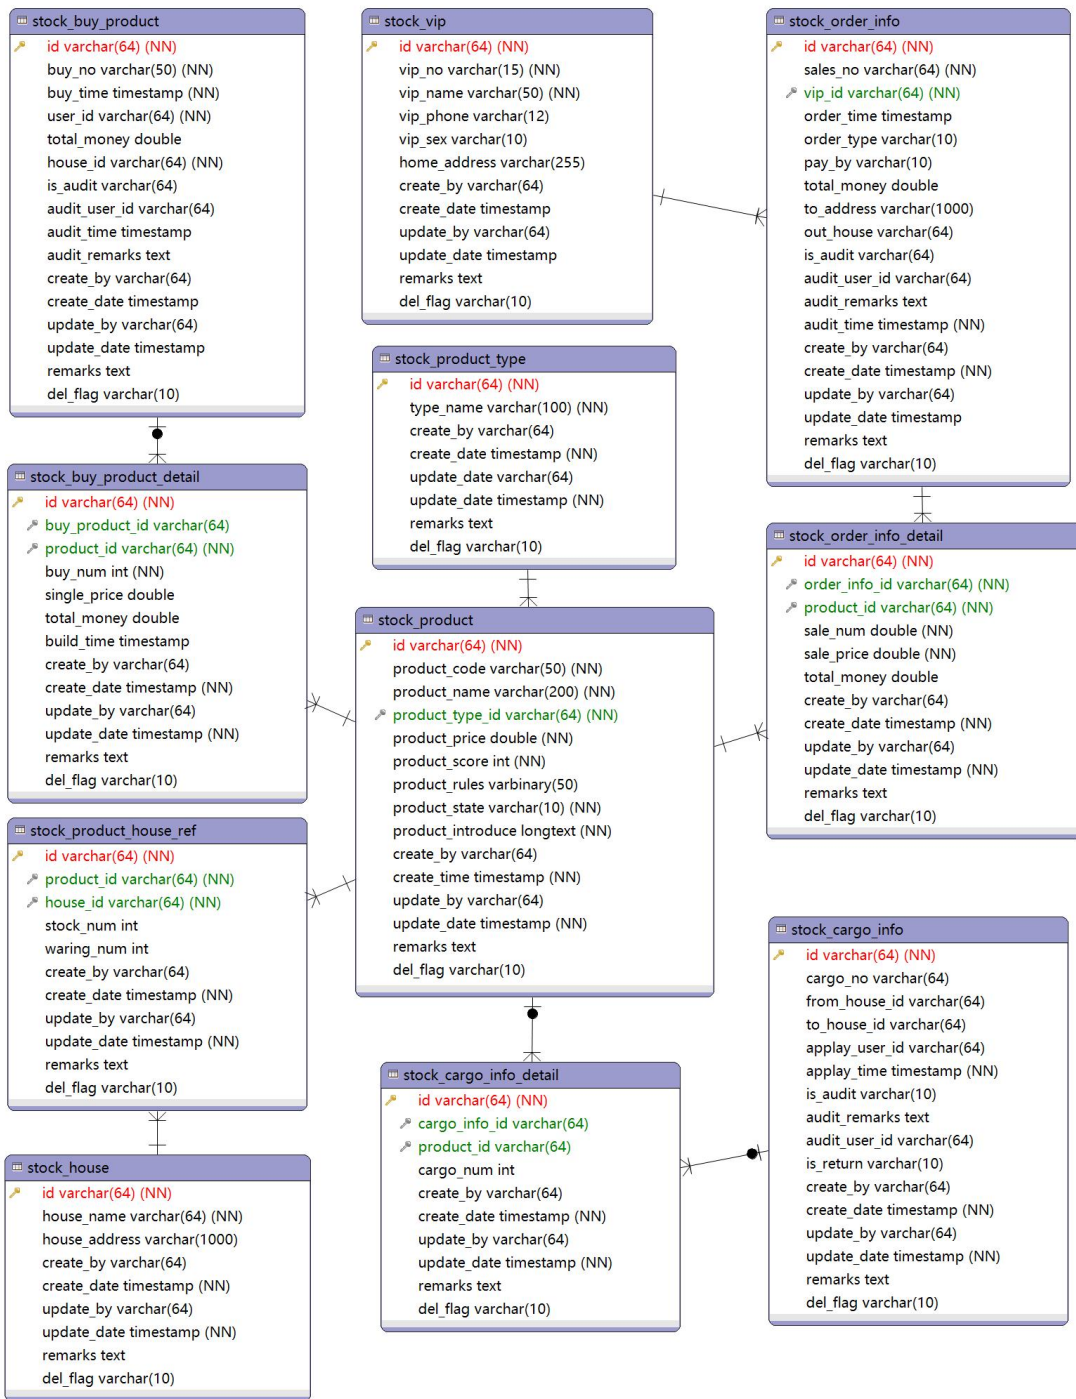 stock_buy_product
id varchar(64) (NN)
buy_no varchar(50) (NN)
buy_time timestamp (NN)
user_id varchar(64) (NN)
total_money double
house_id varchar(64) (NN)
is_audit varchar(64)
audit_user_id varchar(64)
audit_time timestamp
audit_remarks text
create_by varchar(64)
create_date timestamp
update_by varchar(64)
update_date timestamp
remarks text
del_flag varchar(10)
stock_vip
id varchar(64) (NN)
vip_no varchar(15) (NN)
vip_name varchar(50) (NN)
vip_phone varchar(12)
vip_sex varchar(10)
home_address varchar(255)
create_by varchar(64)
create_date timestamp
update_by varchar(64)
update_date timestamp
remarks text
del_flag varchar(10)
stock_order_info
id varchar(64) (NN)
sales_no varchar(64) (NN)
vip_id varchar(64) (NN)
order_time timestamp
order_type varchar(10)
pay_by varchar(10)
total_money double
to_address varchar(1000)
out_house varchar(64)
is_audit varchar(64)
audit_user_id varchar(64)
audit_remarks text
audit_time timestamp (NN)
create_by varchar(64)
create_date timestamp (NN)
update_by varchar(64)
update_date timestamp
remarks text
del_flag varchar(10)
stock_product_type
id varchar(64) (NN)
type_name varchar(100) (NN)
create_by varchar(64)
create_date timestamp (NN)
update_date varchar(64)
update_date timestamp (NN)
remarks text
del_flag varchar(10)
stock_buy_product_detail
id varchar(64) (NN)
buy_product_id varchar(64)
product_id varchar(64) (NN)
buy_num int (NN)
single_price double
total_money double
build_time timestamp
create_by varchar(64)
create_date timestamp (NN)
update_by varchar(64)
update_date timestamp (NN)
remarks text
del_flag varchar(10)
stock_product
id varchar(64) (NN)
product_code varchar(50) (NN)
product_name varchar(200) (NN)
product_type_id varchar(64) (NN)
product_price double (NN)
product_score int (NN)
product_rules varbinary(50)
product_state varchar(10) (NN)
product_introduce longtext (NN)
create_by varchar(64)
create_time timestamp (NN)
update_by varchar(64)
update_date timestamp (NN)
remarks text
del_flag varchar(10)
stock_order_info_detail
id varchar(64) (NN)
order_info_id varchar(64) (NN)
product_id varchar(64) (NN)
sale_num double (NN)
sale_price double (NN)
total_money double
create_by varchar(64)
create_date timestamp (NN)
update_by varchar(64)
update_date timestamp (NN)
remarks text
del_flag varchar(10)
stock_product_house_ref
id varchar(64) (NN)
product_id varchar(64) (NN)
house_id varchar(64) (NN)
stock_num int
waring_num int
create_by varchar(64)
create_date timestamp (NN)
update_by varchar(64)
update_date timestamp (NN)
remarks text
del_flag varchar(10)
stock_cargo_info
id varchar(64) (NN)
cargo_no varchar(64)
from_house_id varchar(64)
to_house_id varchar(64)
applay_user_id varchar(64)
applay_time timestamp (NN)
is_audit varchar(10)
audit_remarks text
audit_user_id varchar(64)
is_return varchar(10)
create_by varchar(64)
create_date timestamp (NN)
update_by varchar(64)
update_date timestamp (NN)
remarks text
del_flag varchar(10)
stock_cargo_info_detail
id varchar(64) (NN)
cargo_info_id varchar(64)
product_id varchar(64)
cargo_num int
create_by varchar(64)
create_date timestamp (NN)
update_by varchar(64)
update_date timestamp (NN)
remarks text
del_flag varchar(10)
stock_house
id varchar(64) (NN)
house_name varchar(64) (NN)
house_address varchar(1000)
create_by varchar(64)
create_date timestamp (NN)
update_by varchar(64)
update_date timestamp (NN)
remarks text
del_flag varchar(10)